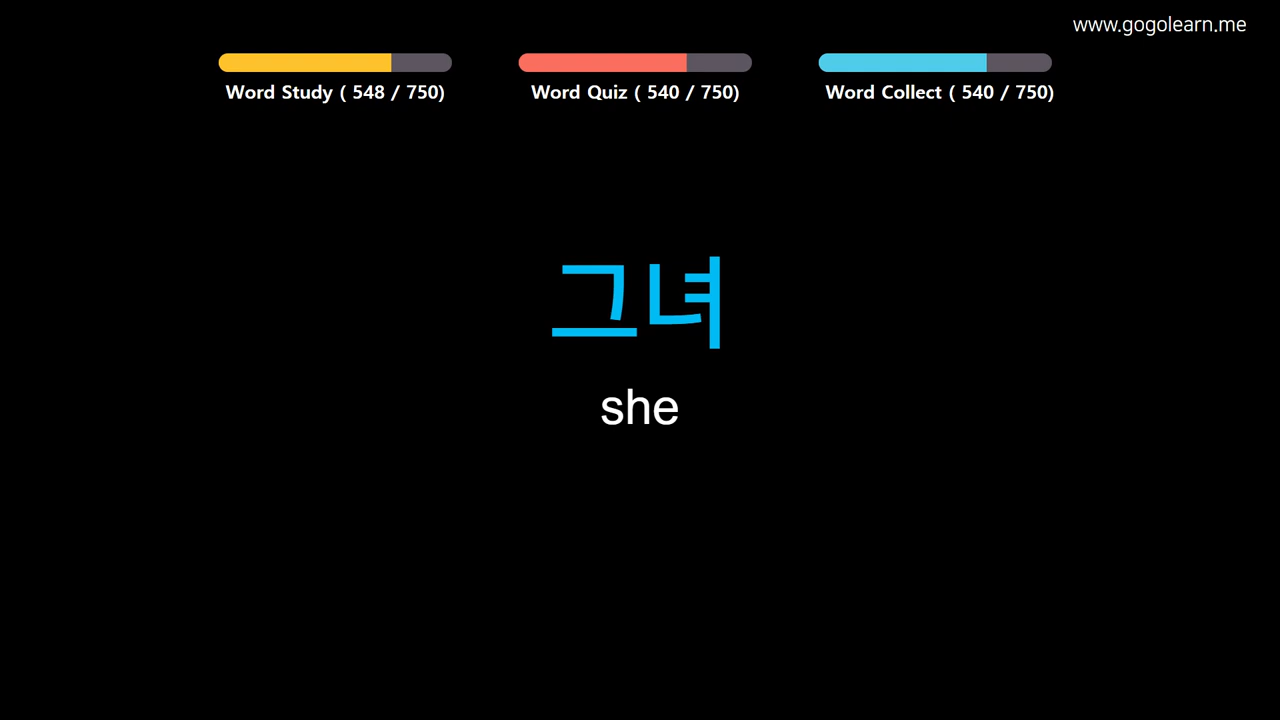 www.gogolearn.me
Word Study ( 548 / 750)
Word Quiz ( 540 / 750)
Word Collect ( 540 / 750)
그녀
she